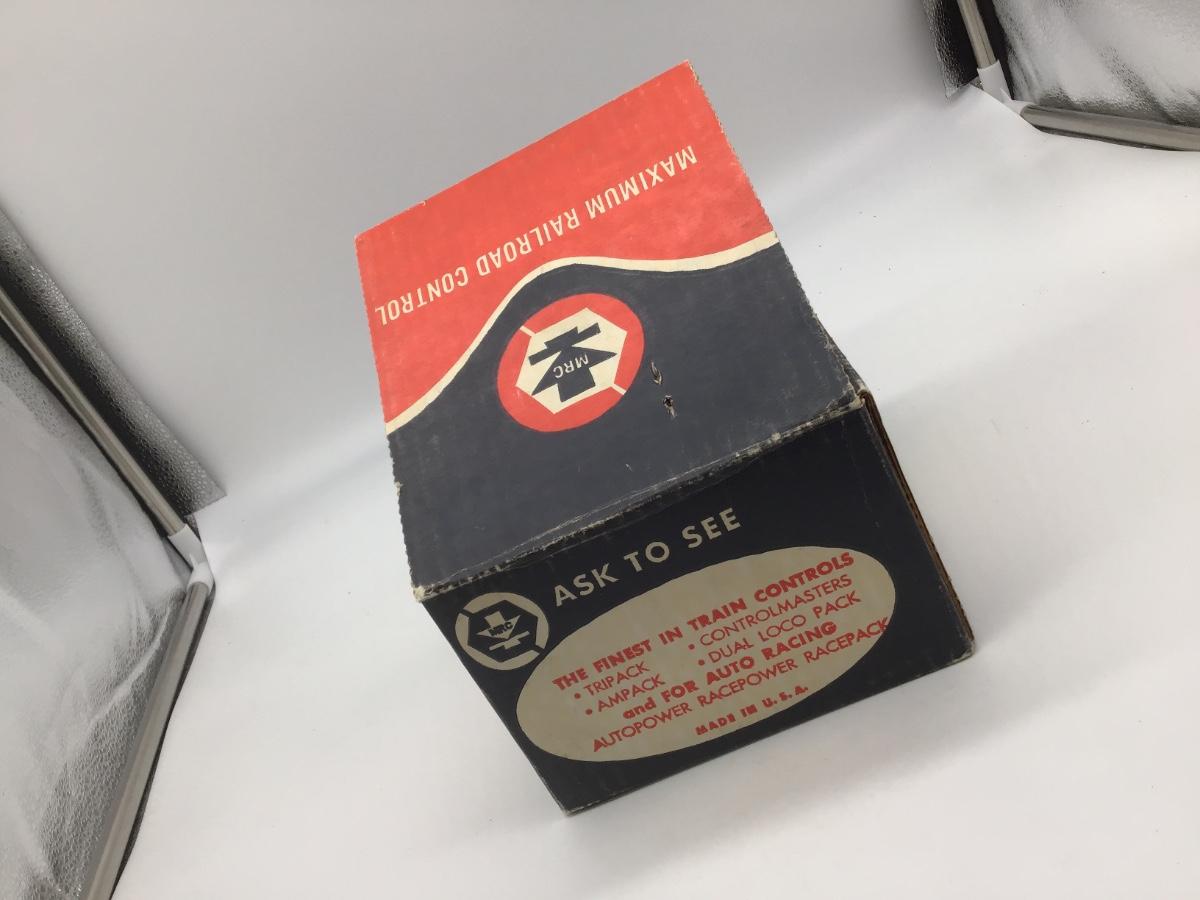 MAXIMUM RAILROAD CONTROL
MRC
ASK TO SEE
MRC
THE FINEST IN TRAIN CONTROLS
• TRIPACK • CONTROLMASTERS
• AMPACK • DUAL LOCO PACK
and FOR AUTO RACING
AUTOPOWER RACEPOWER RACEPACK
MADE IN U.S.A.